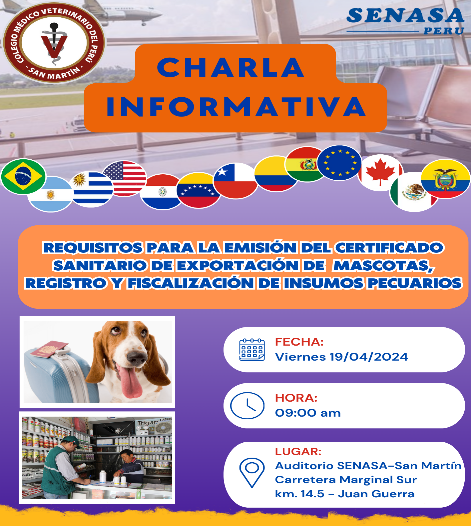 COLEGIO MÉDICO VETERINARIO DEL PERÚ
- SAN MARTÍN -
SENASA
PERU
CHARLA
INFORMATIVA
REQUISITOS PARA LA EMISIÓN DEL CERTIFICADO
SANITARIO DE EXPORTACIÓN DE MASCOTAS,
REGISTRO Y FISCALIZACIÓN DE INSUMOS PECUARIOS
FECHA:
Viernes 19/04/2024
HORA:
09:00 am
LUGAR:
Auditorio SENASA-San Martín
Carretera Marginal Sur
km. 14.5 - Juan Guerra